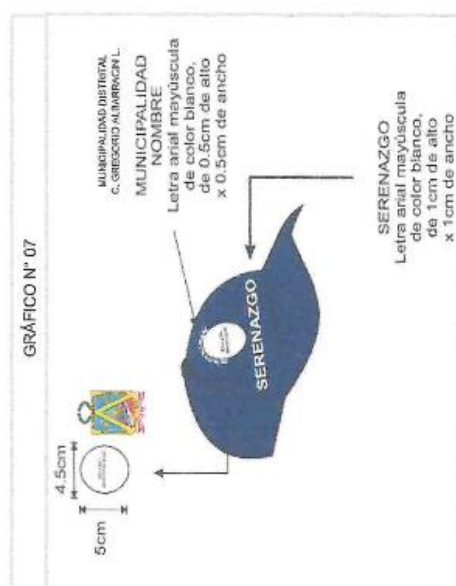 GRÁFICO N° 07
MUNICIPALIDAD DISTRITAL
C. GREGORIO ALBARRACIN L.
MUNICIPALIDAD
NOMBRE
Letra arial mayúscula
de color blanco,
de 0.5cm de alto
x 0.5cm de ancho
4.5cm
5cm
SERENAZGO
SERENAZGO
Letra arial mayúscula
de color blanco,
de 1cm de alto
x 1cm de ancho